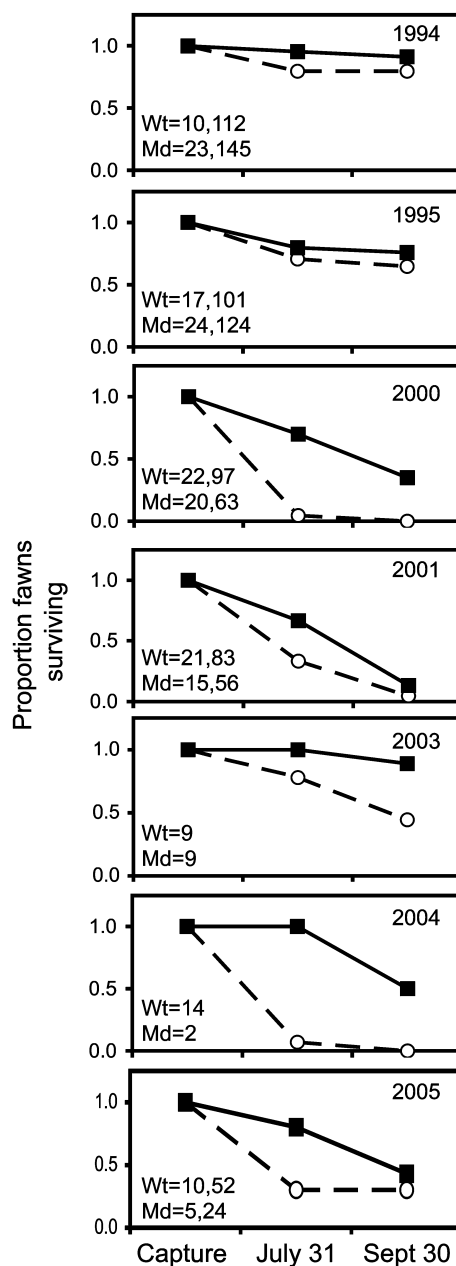 Proportion fawns
surviving
1994
1.0
0.5
0.0
Wt=10,112
Md=23,145
1995
1.0
0.5
0.0
Wt=17,101
Md=24,124
2000
1.0
0.5
0.0
Wt=22,97
Md=20,63
2001
1.0
0.5
0.0
Wt=21,83
Md=15,56
2003
1.0
0.5
0.0
Wt=9
Md=9
2004
1.0
0.5
0.0
Wt=14
Md=2
2005
1.0
0.5
0.0
Wt=10,52
Md=5,24
Capture July 31 Sept 30